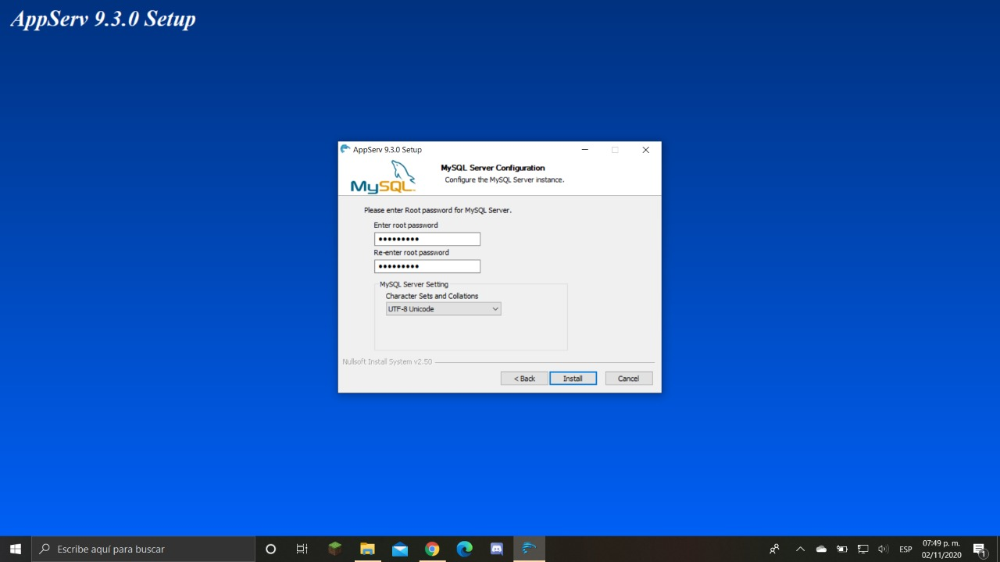 AppServ 9.3.0 Setup
AppServ 9.3.0 Setup
MySQL
MySQL Server Configuration
Configure the MySQL Server instance.
Please enter Root password for MySQL Server.
Enter root password
•••••••••
Re-enter root password
•••••••••
MySQL Server Setting
Character Sets and Collations
UTF-8 Unicode
Nullsoft Install System v2.50
< Back
Install
Cancel
Escribe aquí para buscar
ESP
07:49 p. m.
02/11/2020
1